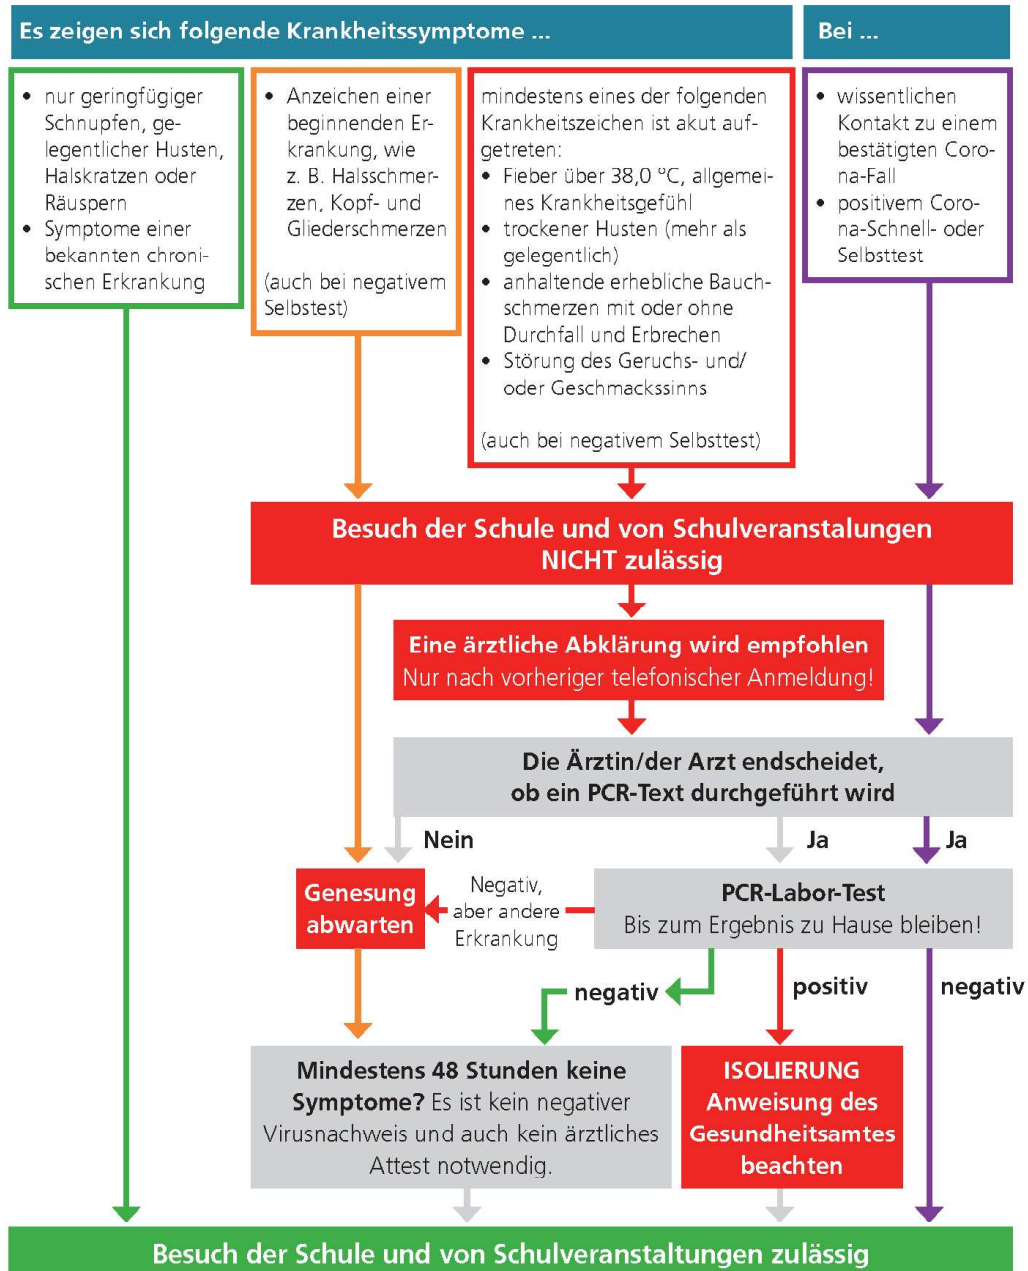 Es zeigen sich folgende Krankheitssymptome ...
Bei ...
• nur geringfügiger
Schnupfen, ge-
legentlicher Husten,
Halskratzen oder
Räuspern
• Symptome einer
bekannten chroni-
schen Erkrankung
• Anzeichen einer
beginnenden Er-
krankung, wie
z. B. Halsschmer-
zen, Kopf- und
Gliederschmerzen
(auch bei negativem
Selbstest)
mindestens eines der folgenden
Krankheitszeichen ist akut auf-
getreten:
• Fieber über 38,0 °C, allgemei-
nes Krankheitsgefühl
• trockener Husten (mehr als
gelegentlich)
• anhaltende erhebliche Bauch-
schmerzen mit oder ohne
Durchfall und Erbrechen
• Störung des Geruchs- und/
oder Geschmackssinns
(auch bei negativem Selbsttest)
• wissentlichen
Kontakt zu einem
bestätigten Coro-
na-Fall
• positivem Coro-
na-Schnell- oder
Selbsttest
Besuch der Schule und von Schulveranstalungen
NICHT zulässig
Eine ärztliche Abklärung wird empfohlen
Nur nach vorheriger telefonischer Anmeldung!
Die Ärztin/der Arzt endscheidet,
ob ein PCR-Text durchgeführt wird
Nein
Ja
Ja
Genesung
abwarten
Negativ,
aber andere
Erkrankung
PCR-Labor-Test
Bis zum Ergebnis zu Hause bleiben!
negativ
positiv
negativ
Mindestens 48 Stunden keine
Symptome? Es ist kein negativer
Virusnachweis und auch kein ärztliches
Attest notwendig.
ISOLIERUNG
Anweisung des
Gesundheitsamtes
beachten
Besuch der Schule und von Schulveranstaltungen zulässig